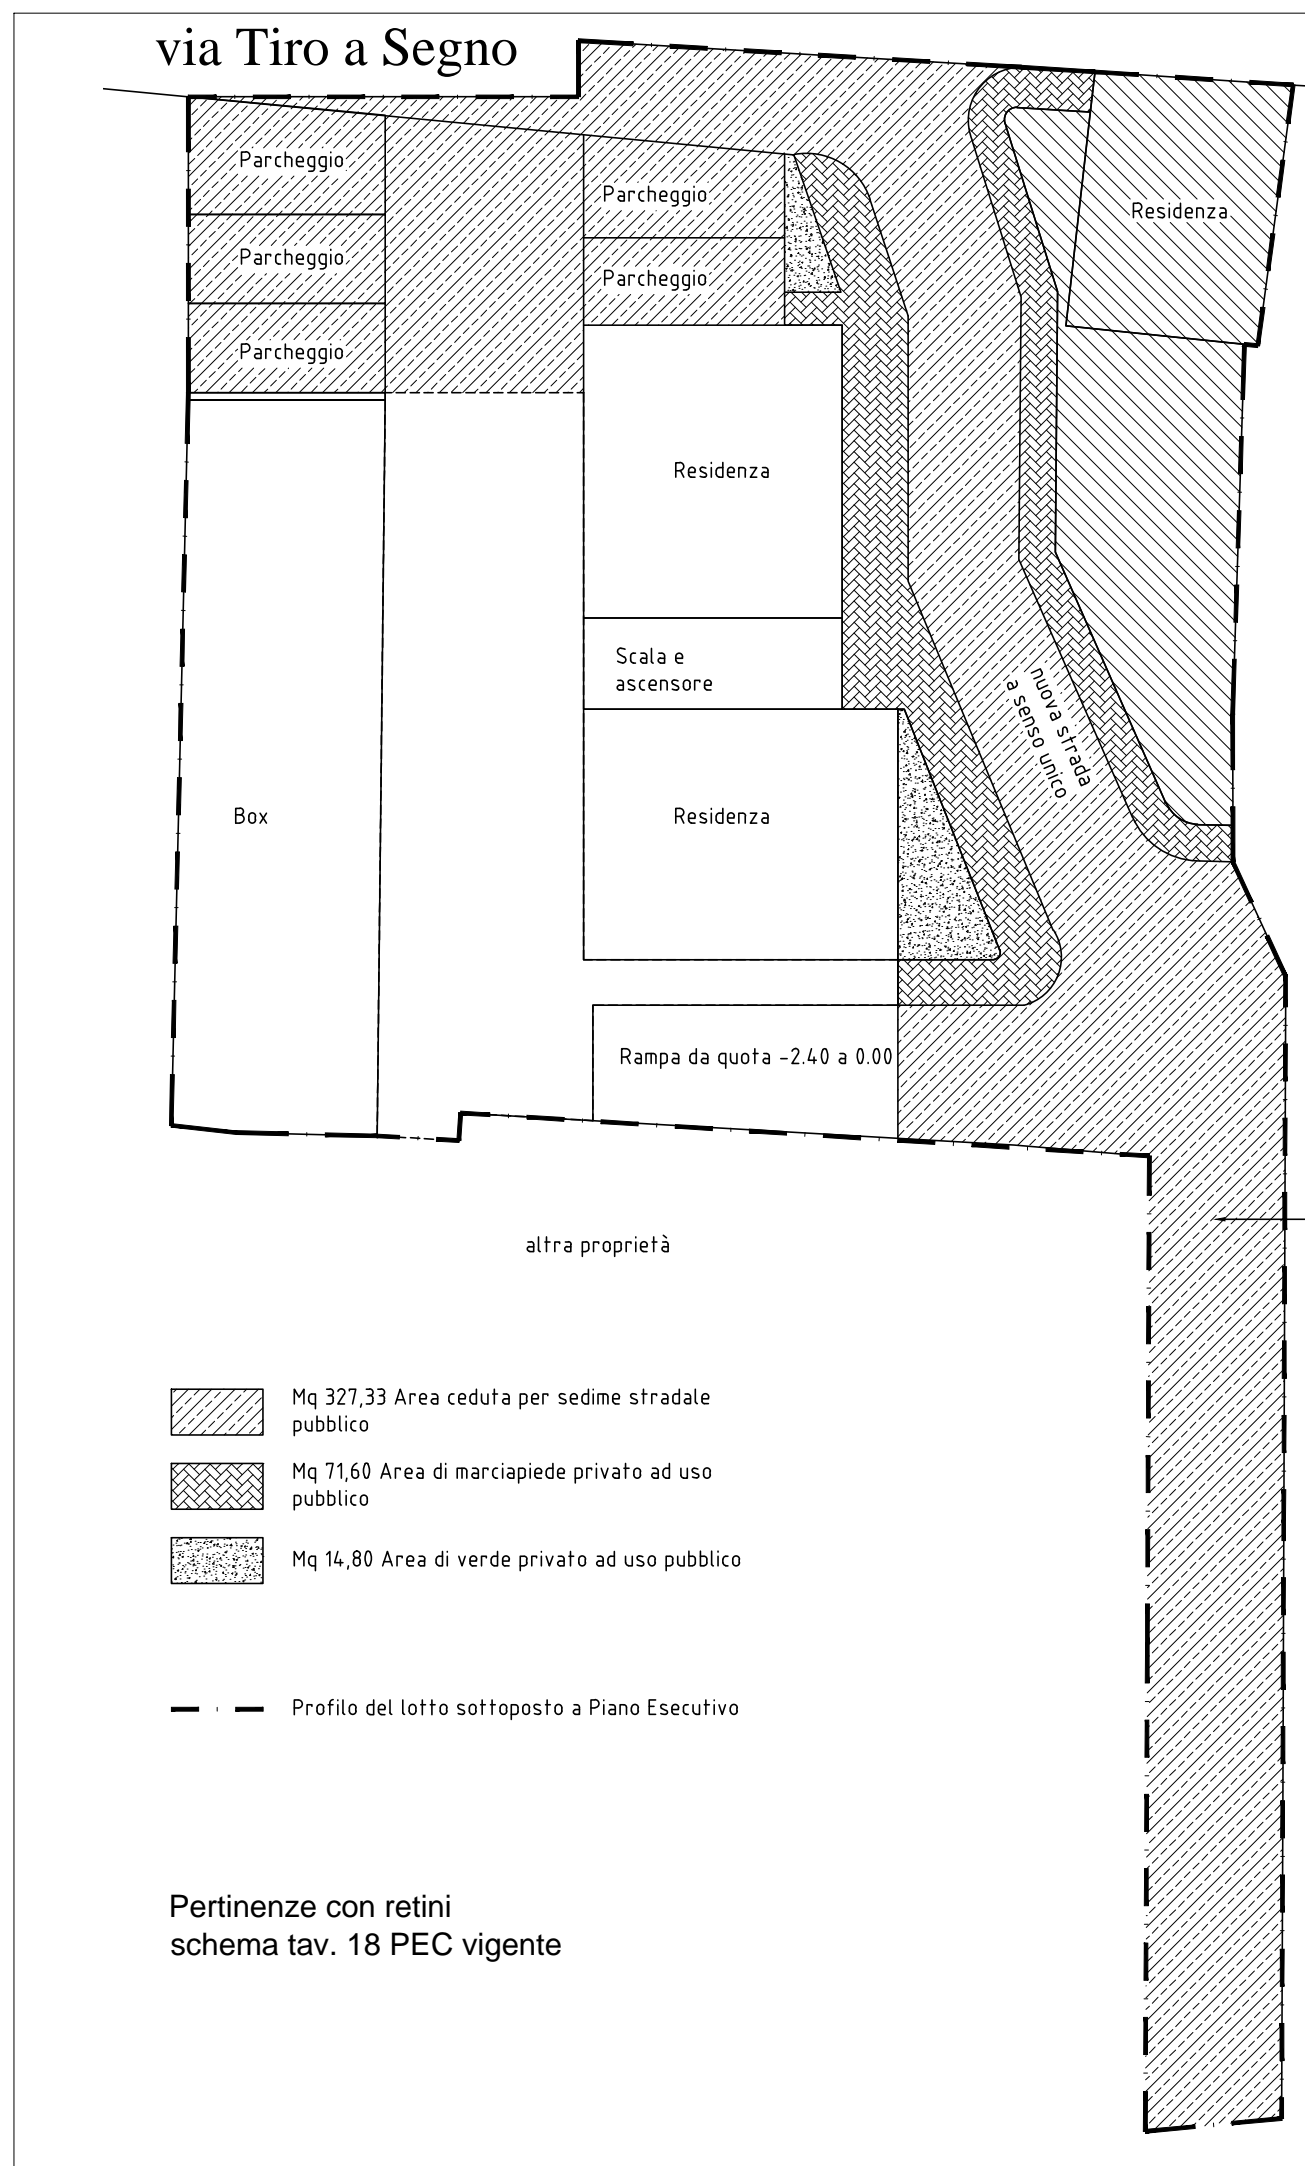 via Tiro a Segno
Parcheggio
Parcheggio
Parcheggio
Parcheggio
Parcheggio
Residenza
Residenza
Scala e
ascensore
nuova strada
a senso unico
Box
Residenza
Rampa da quota -2.40 a 0.00
altra proprietà
Mq 327,33 Area ceduta per sedime stradale
pubblico
Mq 71,60 Area di marciapiede privato ad uso
pubblico
Mq 14,80 Area di verde privato ad uso pubblico
Profilo del lotto sottoposto a Piano Esecutivo
Pertinenze con retini
schema tav. 18 PEC vigente